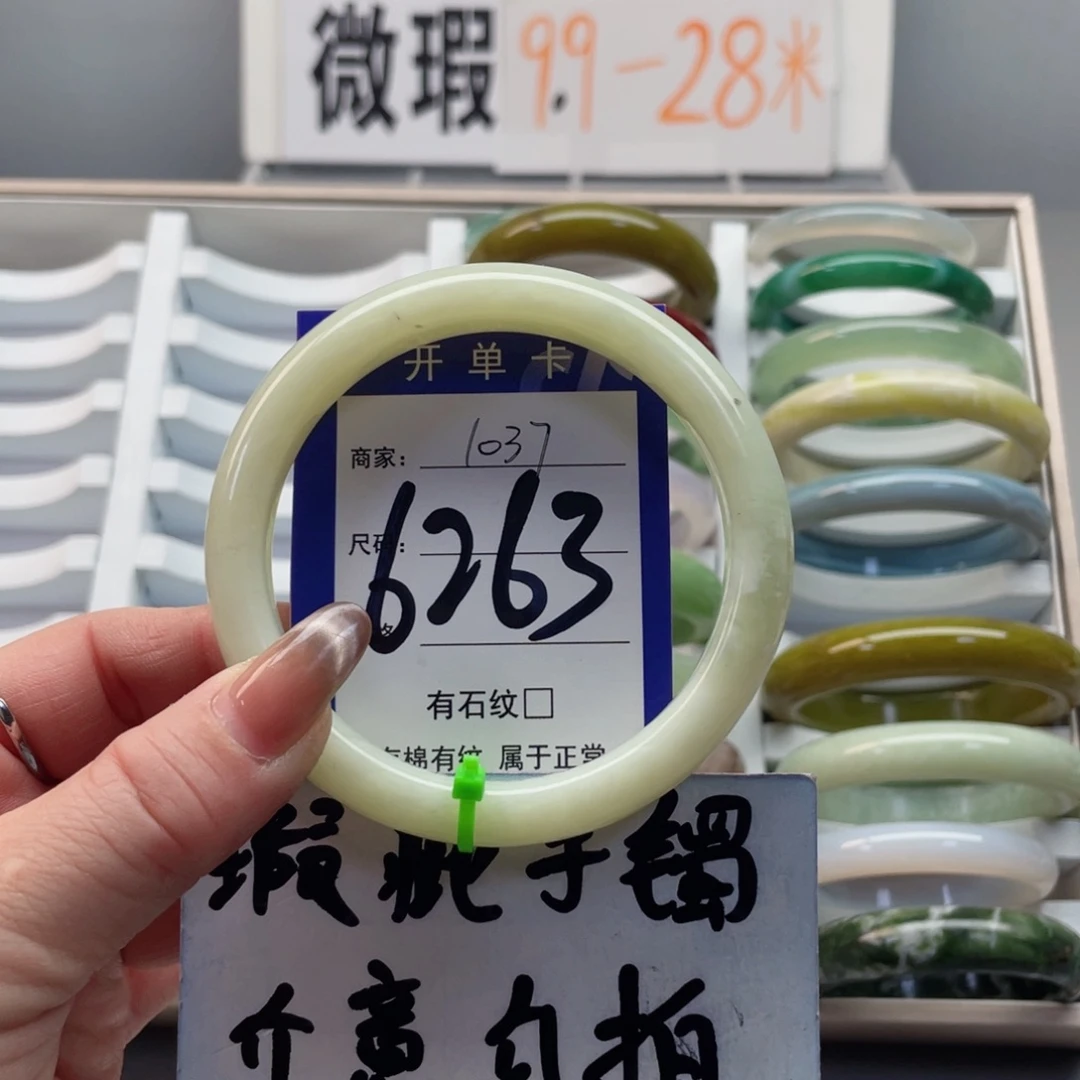 微瑕 9.9-28米
开单卡
商家: 1037
尺码:
6263
有石纹□
有棉有纹 属于正常
瑕疵手镯
介意勿拍